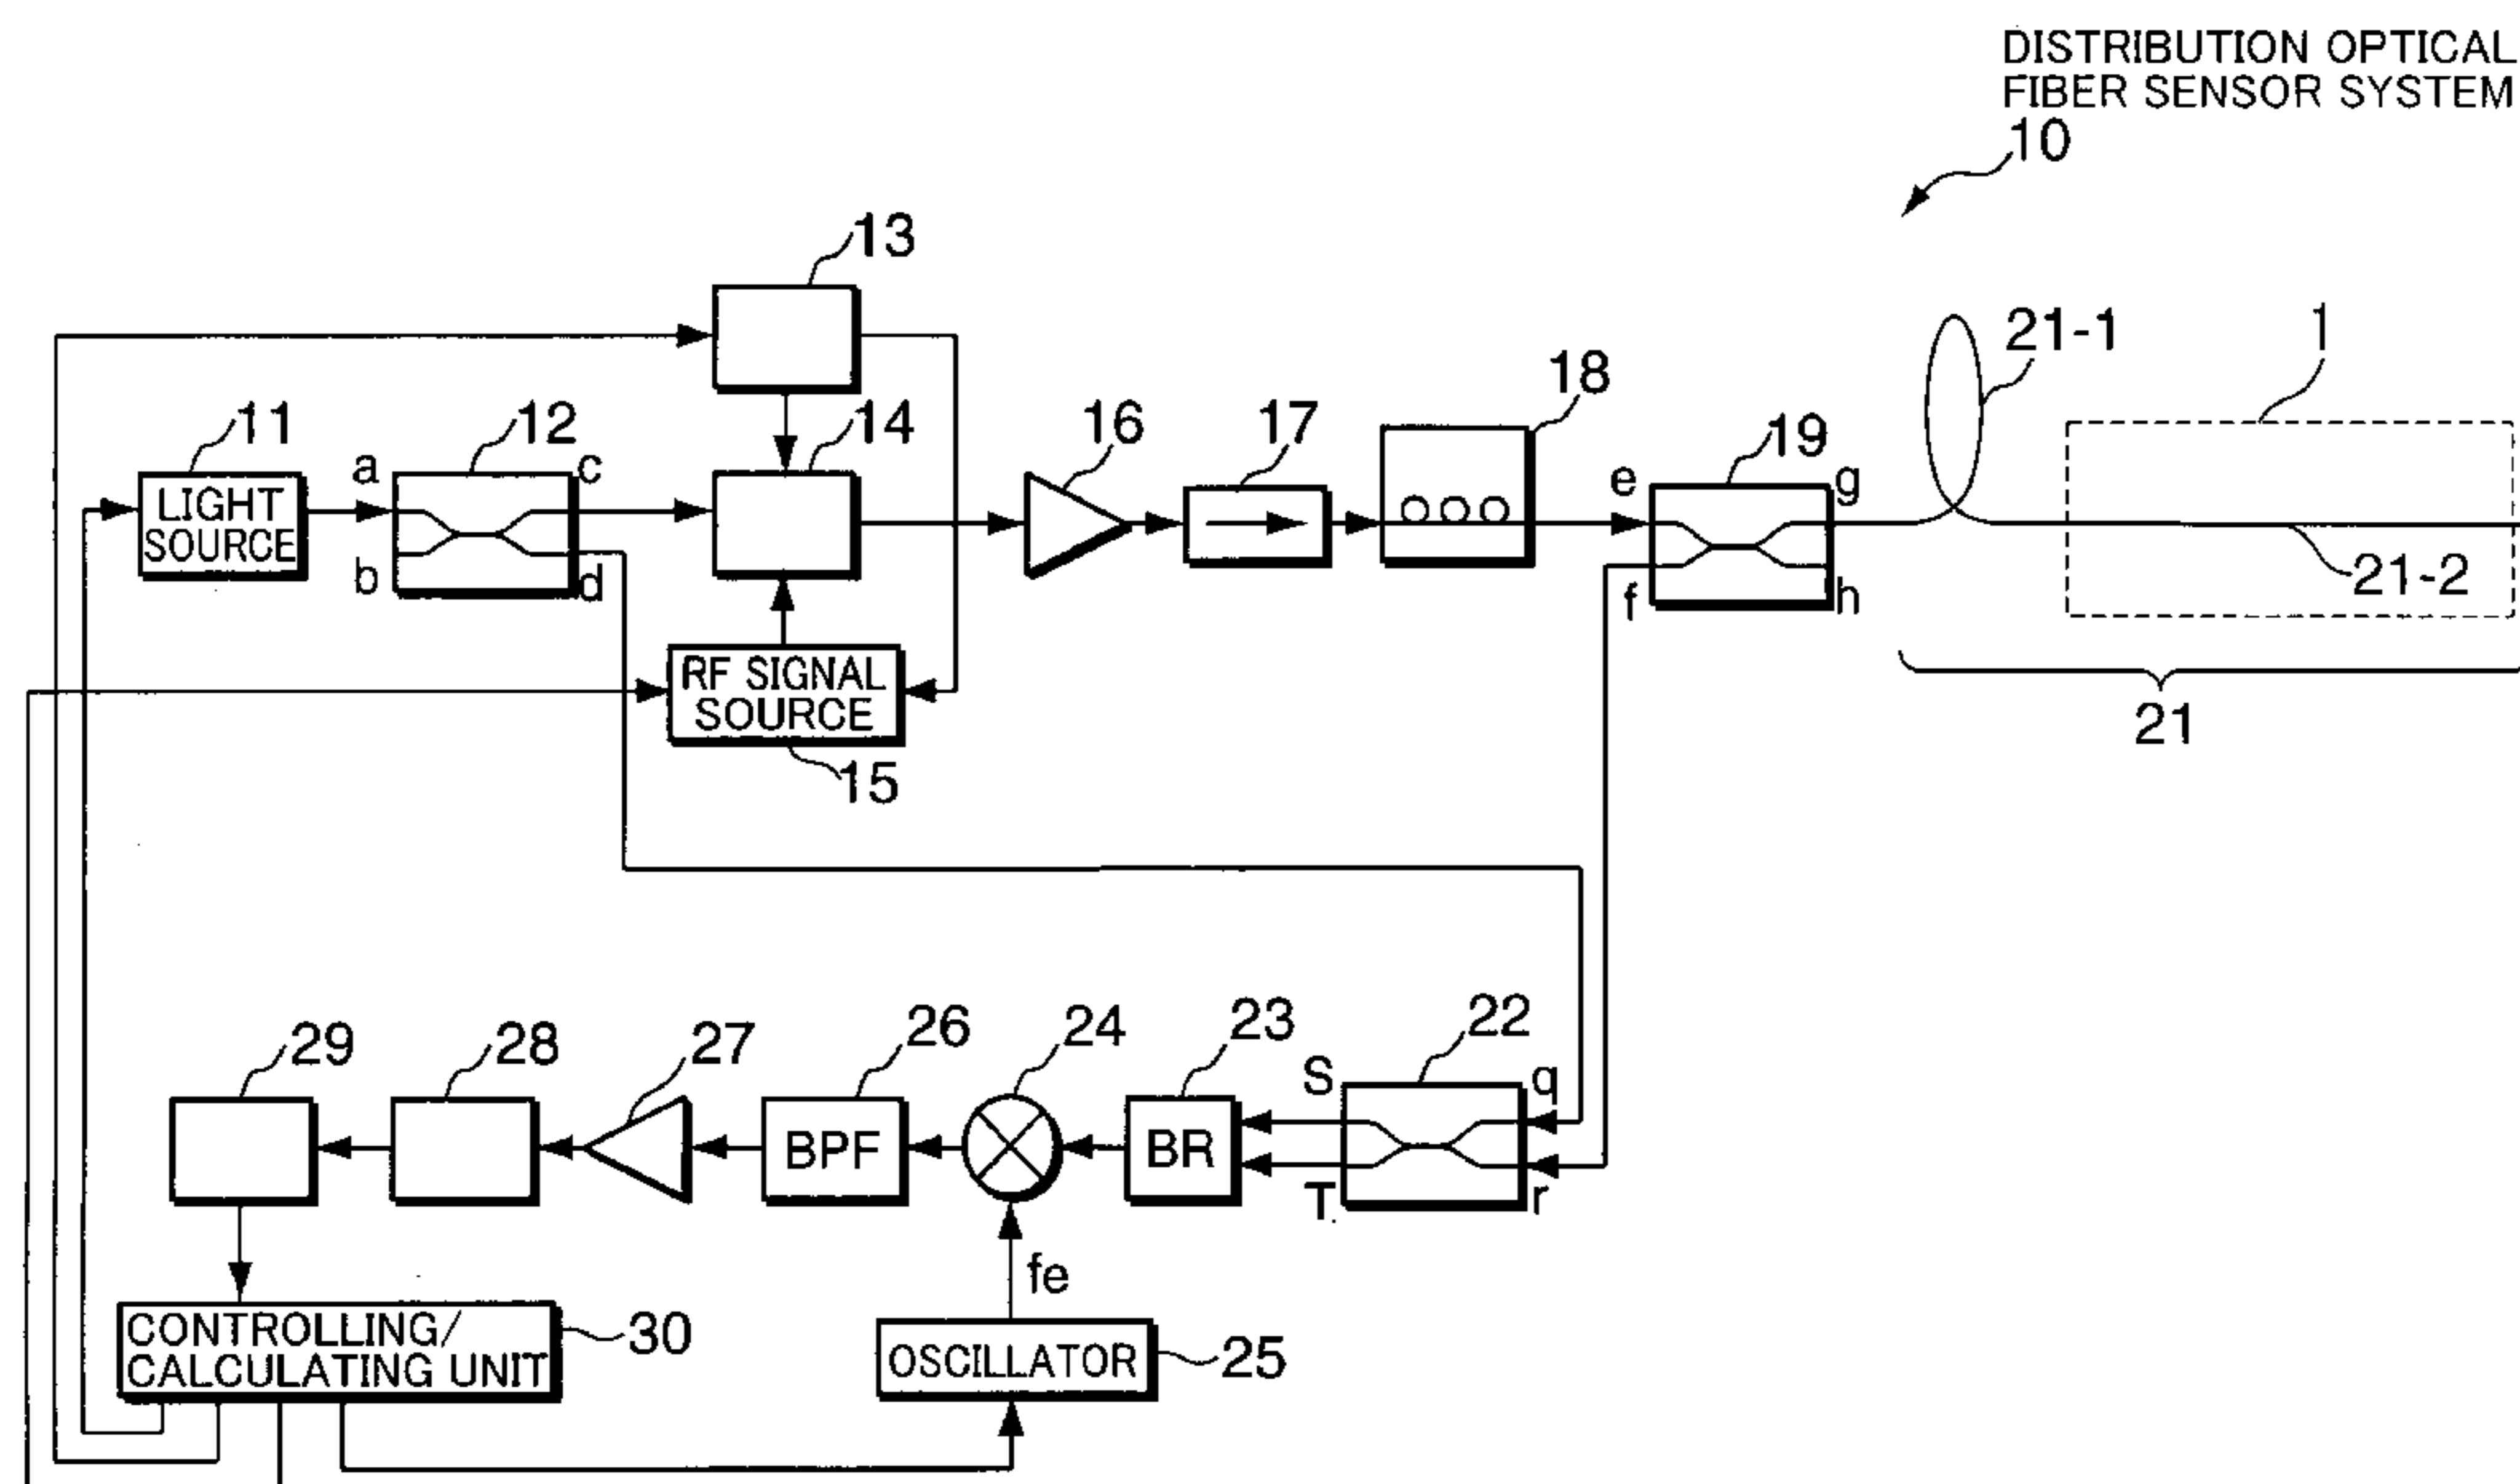 DISTRIBUTION OPTICAL
FIBER SENSOR SYSTEM
10
13
21-1
1
18
11
12
14
16
17
19
a
c
e
g
LIGHT
SOURCE
b
d
f
h
21-2
RF SIGNAL
SOURCE
21
15
29
28
27
26
24
23
22
S
q
BPF
BR
T.
r
fe
CONTROLLING/
CALCULATING UNIT
30
OSCILLATOR
25